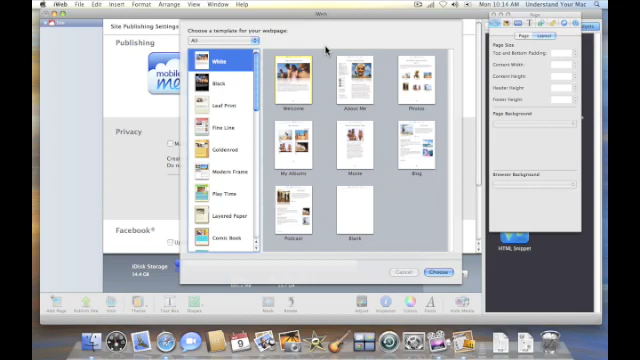 iWeb File Edit Insert Format Arrange View Window Help
Mon 10:14 AM Understand Your Mac
iWeb
Site Publishing Settings
Choose a template for your webpage:
All
Publishing
mobile
me
Privacy
Facebook®
iDisk Storage
White
Black
Leaf Print
Fine Line
Goldenrod
Modern Frame
Play Time
Layered Paper
Comic Book
Welcome
About Me
Photos
My Albums
Movie
Blog
Podcast
Blank
Cancel
Choose
Page
Page Layout
Page Size
Top and Bottom Padding:
Content Width:
Content Height:
Header Height
Footer Height:
Page Background
Browser Background
HTML Snippet
Add Page
Publish Site
Visit
Themes
Text Box
Shapes
Mask
Rotate
Inspector
Colors
Fonts
Hide Media